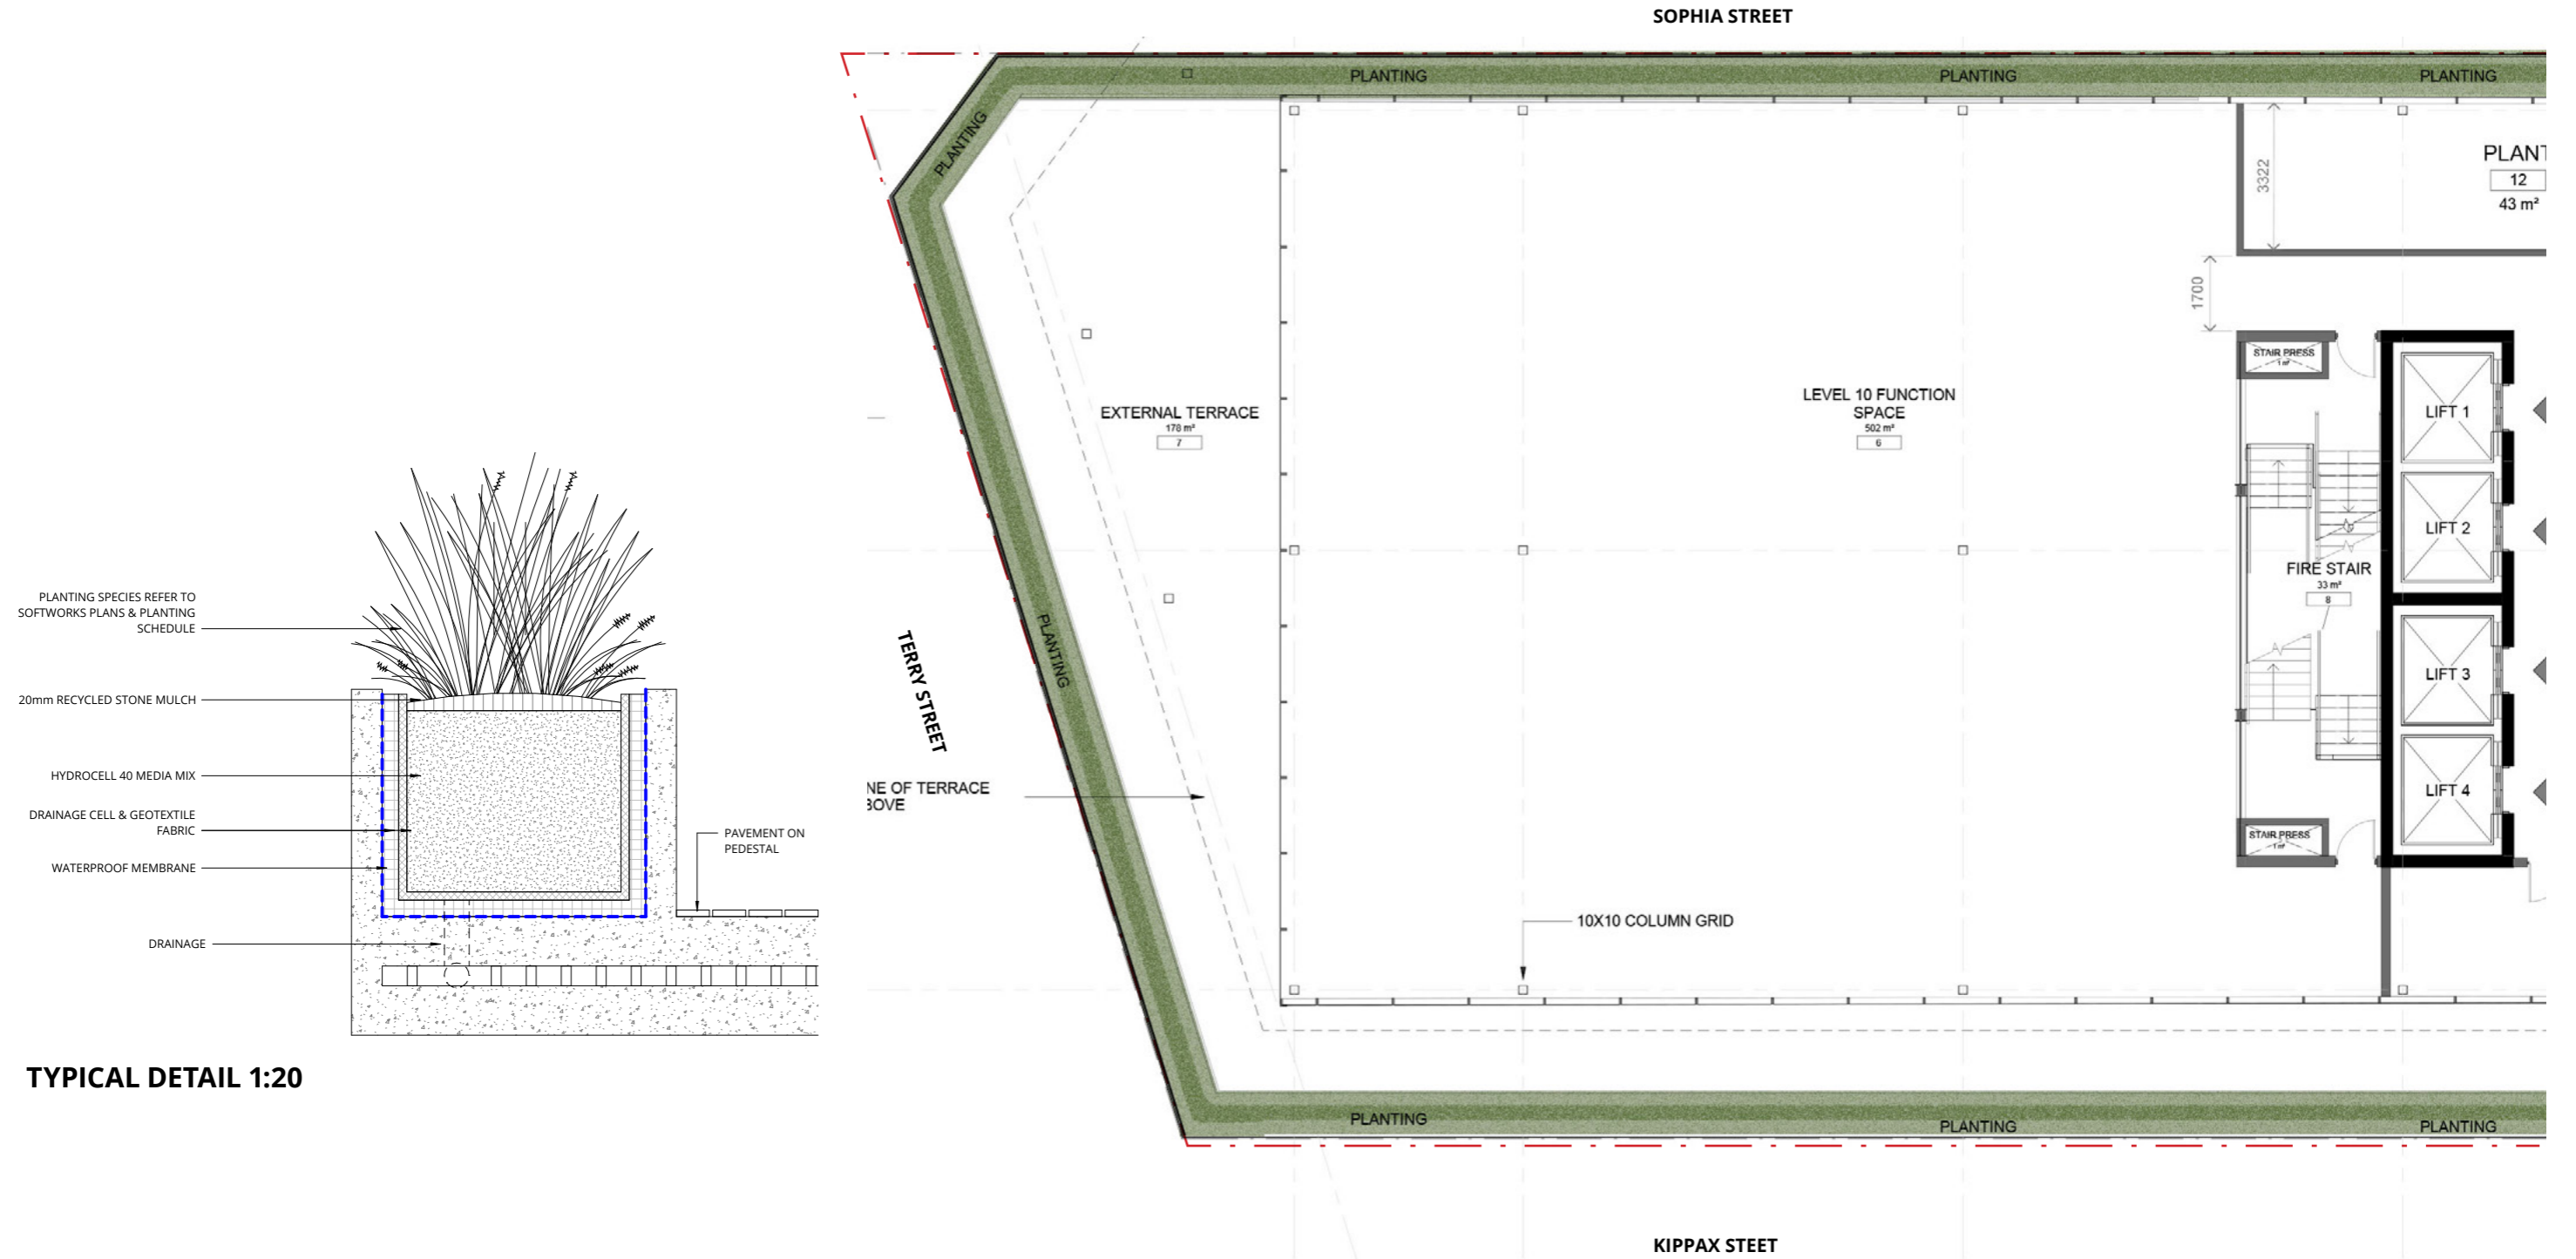 SOPHIA STREET
PLANTING
PLANTING
PLANTING
PLANTING
PLANT
12
43 m²
3322
1700
STAIR PRESS
1 m²
EXTERNAL TERRACE
178 m²
7
LEVEL 10 FUNCTION
SPACE
502 m²
6
LIFT 1
LIFT 2
FIRE STAIR
33 m²
8
LIFT 3
LIFT 4
STAIR PRESS
1 m²
PLANTING
TERRY STREET
NE OF TERRACE
BOVE
10X10 COLUMN GRID
PLANTING
PLANTING
PLANTING
KIPPAX STEET
PLANTING SPECIES REFER TO
SOFTWORKS PLANS & PLANTING
SCHEDULE
20mm RECYCLED STONE MULCH
HYDROCELL 40 MEDIA MIX
DRAINAGE CELL & GEOTEXTILE
FABRIC
WATERPROOF MEMBRANE
DRAINAGE
PAVEMENT ON
PEDESTAL
TYPICAL DETAIL 1:20